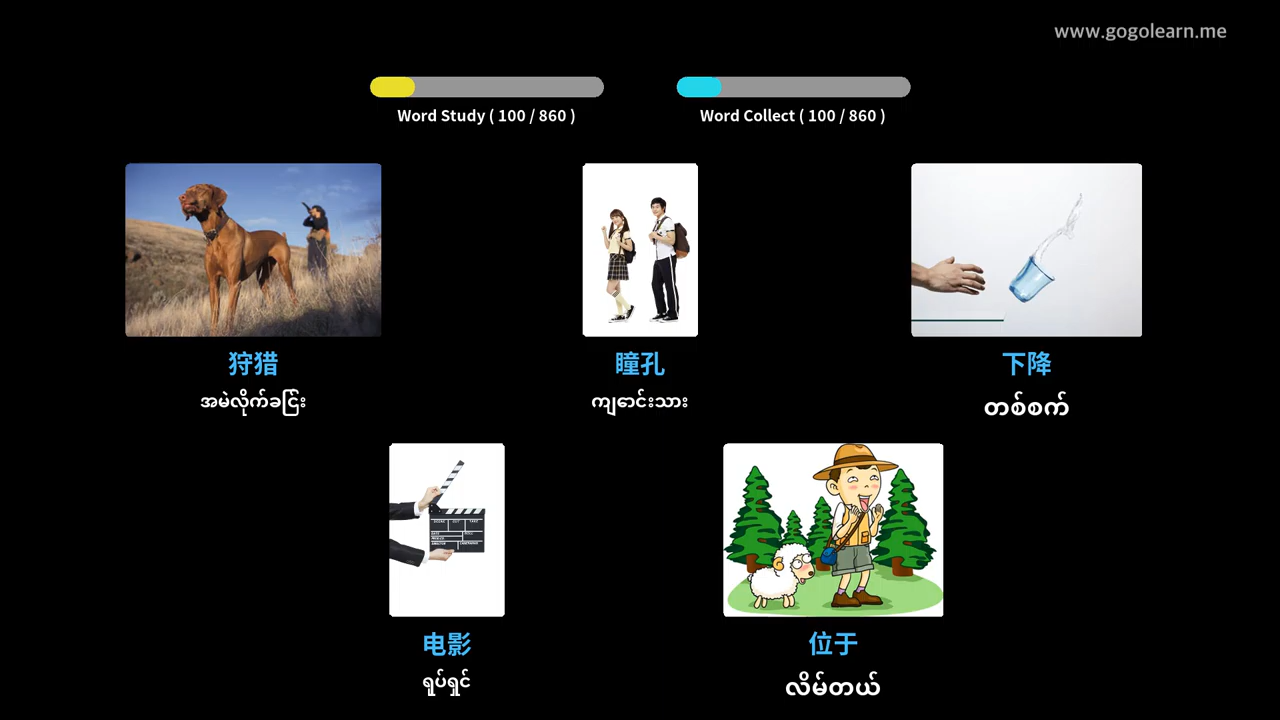 www.gogolearn.me
Word Study ( 100 / 860 )
Word Collect ( 100 / 860 )
狩猎
瞳孔
下降
အမဲလိုက်ခြင်း
ကျောင်းသား
တစ်စက်
电影
位于
ရုပ်ရှင်
လိမ်တယ်